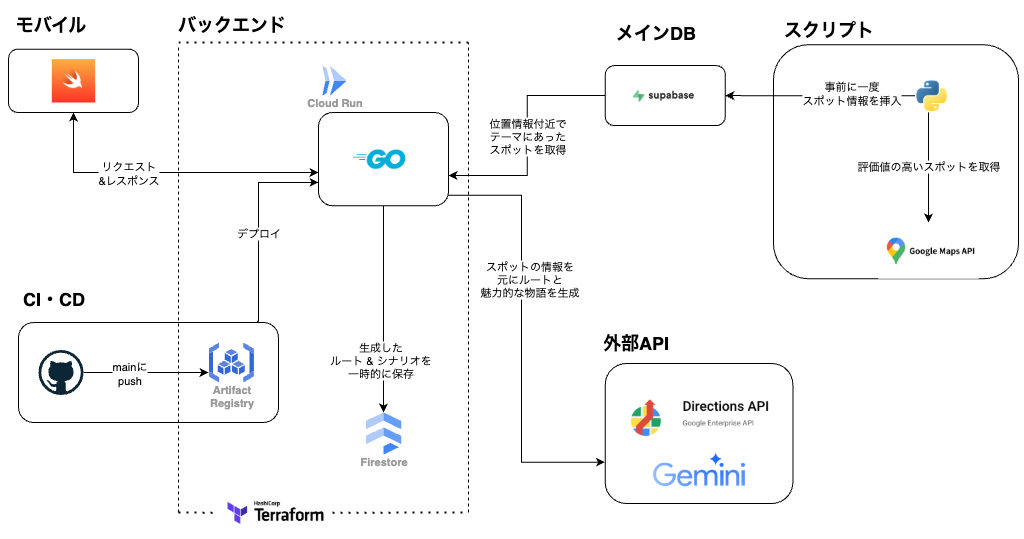 モバイル
バックエンド
メインDB
スクリプト
Cloud Run
GO
supabase
事前に一度
スポット情報を挿入
位置情報付近で
テーマにあった
スポットを取得
リクエスト
&レスポンス
評価値の高いスポットを取得
デプロイ
Google Maps API
スポットの情報を
元にルートと
魅力的な物語を生成
CI・CD
mainに
push
Artifact
Registry
生成した
ルート & シナリオを
一時的に保存
Firestore
外部API
Directions API
Google Enterprise API
Gemini
HashiCorp
Terraform